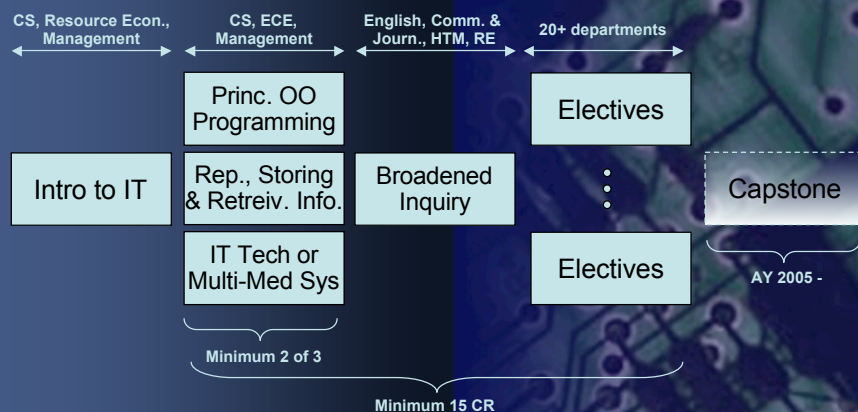 CS, Resource Econ.,
Management
CS, ECE,
Management
English, Comm. &
Journ., HTM, RE
20+ departments
Princ. OO
Programming
Electives
Intro to IT
Rep., Storing
& Retreiv. Info.
Broadened
Inquiry
Capstone
IT Tech or
Multi-Med Sys
Electives
AY 2005 -
Minimum 2 of 3
Minimum 15 CR